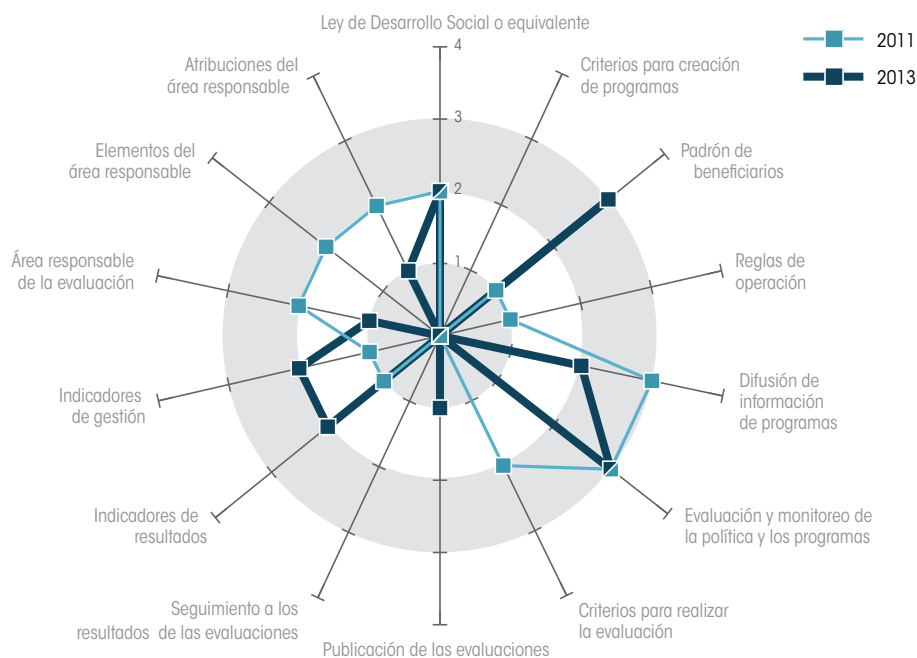 Ley de Desarrollo Social o equivalente
2011
2013
4
3
2
1
Criterios para creación
de programas
Padrón de
beneficiarios
Reglas de
operación
Difusión de
información
de programas
Evaluación y monitoreo de
la política y los programas
Criterios para realizar
la evaluación
Publicación de las evaluaciones
Seguimiento a los
resultados de las evaluaciones
Indicadores de
resultados
Indicadores
de gestión
Área responsable
de la evaluación
Elementos del
área responsable
Atribuciones del
área responsable